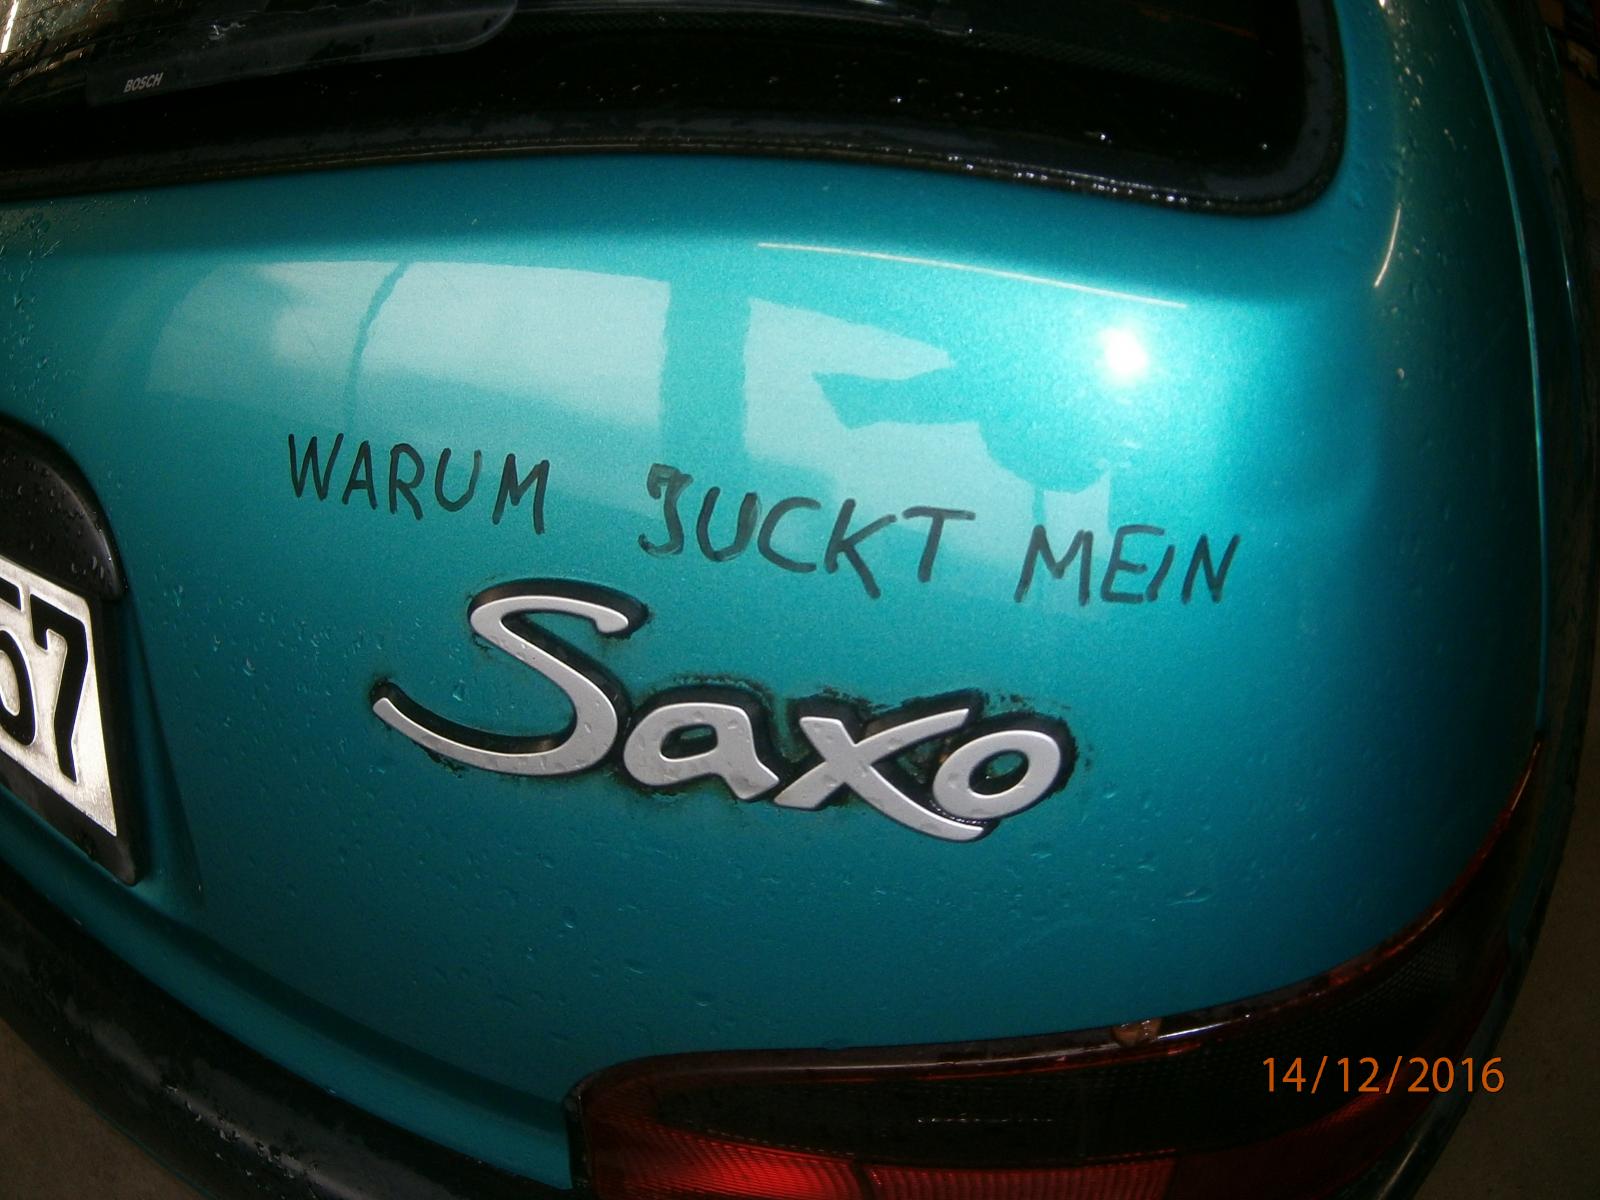 BOSCH
WARUM JUCKT MEIN
Saxo
57
14/12/2016